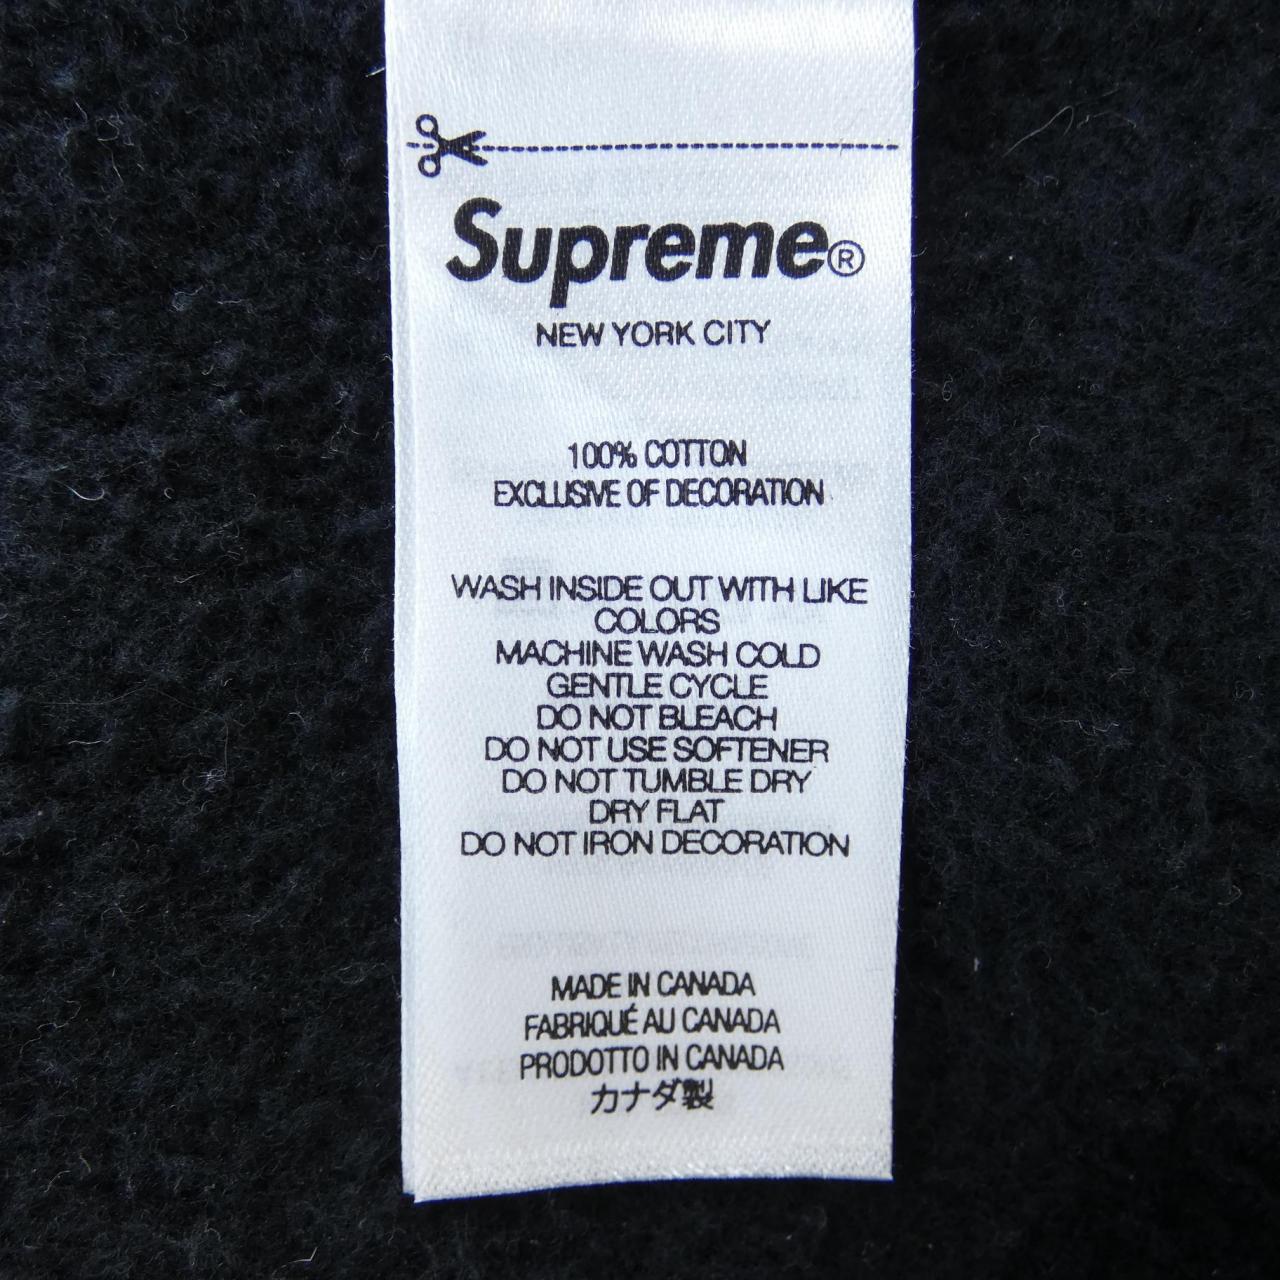 Supreme®
NEW YORK CITY
100% COTTON
EXCLUSIVE OF DECORATION
WASH INSIDE OUT WITH LIKE
COLORS
MACHINE WASH COLD
GENTLE CYCLE
DO NOT BLEACH
DO NOT USE SOFTENER
DO NOT TUMBLE DRY
DRY FLAT
DO NOT IRON DECORATION
MADE IN CANADA
FABRIQUÉ AU CANADA
PRODOTTO IN CANADA
カナダ製